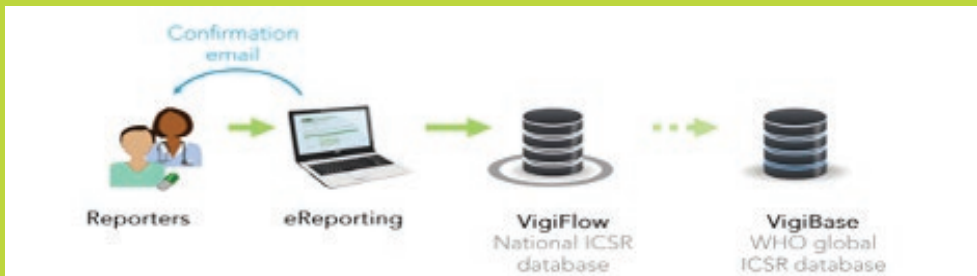 Confirmation
email
Reporters
eReporting
VigiFlow
National ICSR
database
VigiBase
WHO global
ICSR database